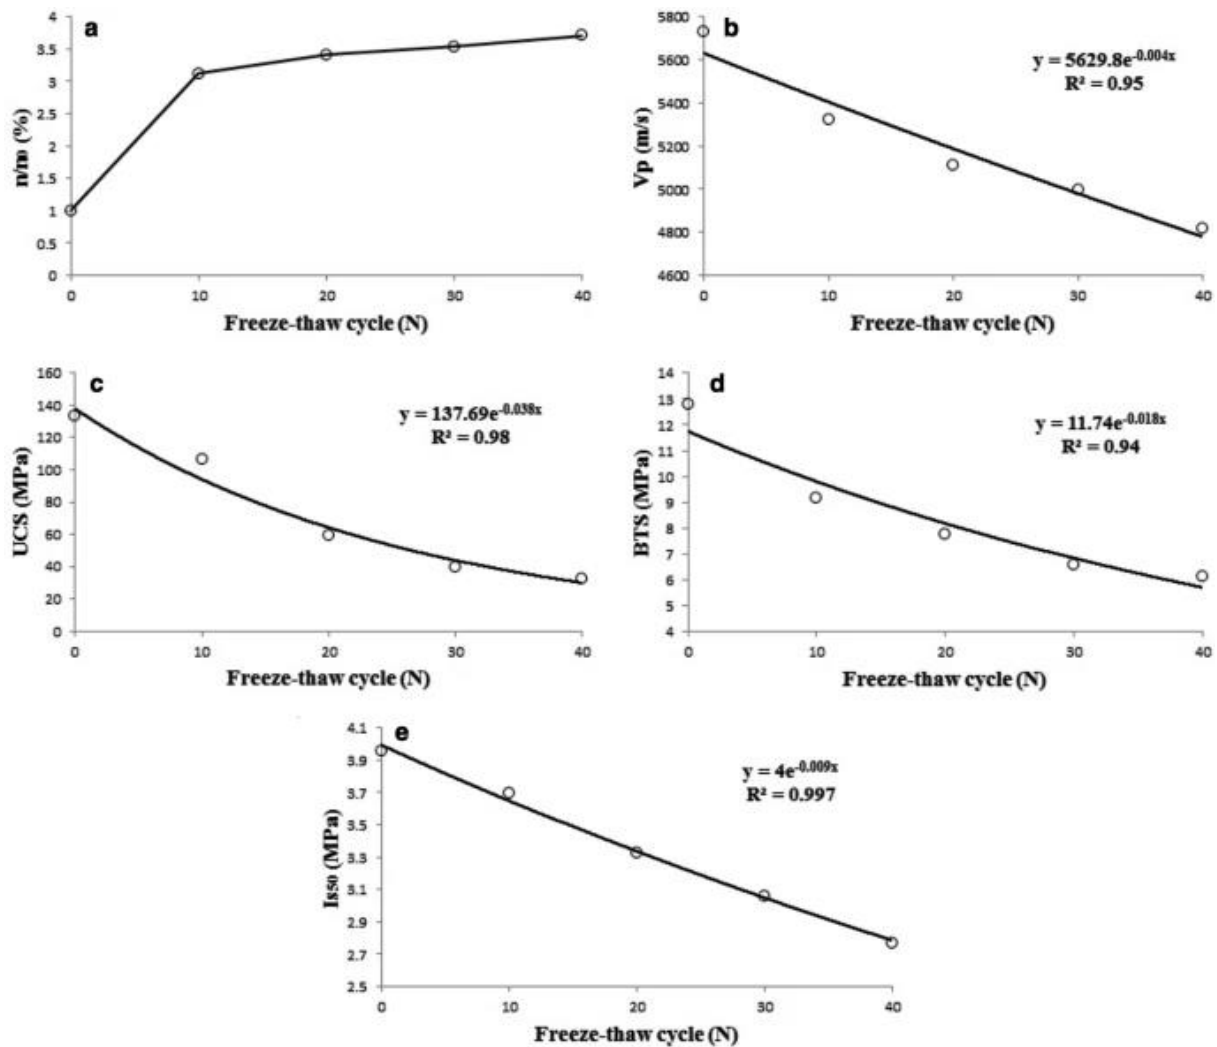 a
4
3.5
3
2.5
2
1.5
1
0.5
0
n/n₀ (%)
0 10 20 30 40
Freeze-thaw cycle (N)
b
5800
5600
5400
5200
5000
4800
4600
Vp (m/s)
y = 5629.8e^-0.004x
R² = 0.95
0 10 20 30 40
Freeze-thaw cycle (N)
c
160
140
120
100
80
60
40
20
0
UCS (MPa)
y = 137.69e^-0.038x
R² = 0.98
0 10 20 30 40
Freeze-thaw cycle (N)
d
14
13
12
11
10
9
8
7
6
5
4
BTS (MPa)
y = 11.74e^-0.018x
R² = 0.94
0 10 20 30 40
Freeze-thaw cycle (N)
e
4.1
3.9
3.7
3.5
3.3
3.1
2.9
2.7
2.5
Is₅₀ (MPa)
y = 4e^-0.009x
R² = 0.997
0 10 20 30 40
Freeze-thaw cycle (N)